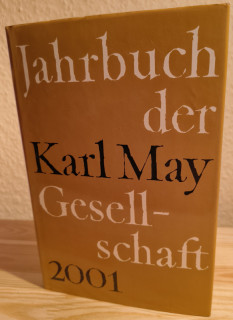 Jahrbuch
der
Karl May
Gesell-
schaft
2001